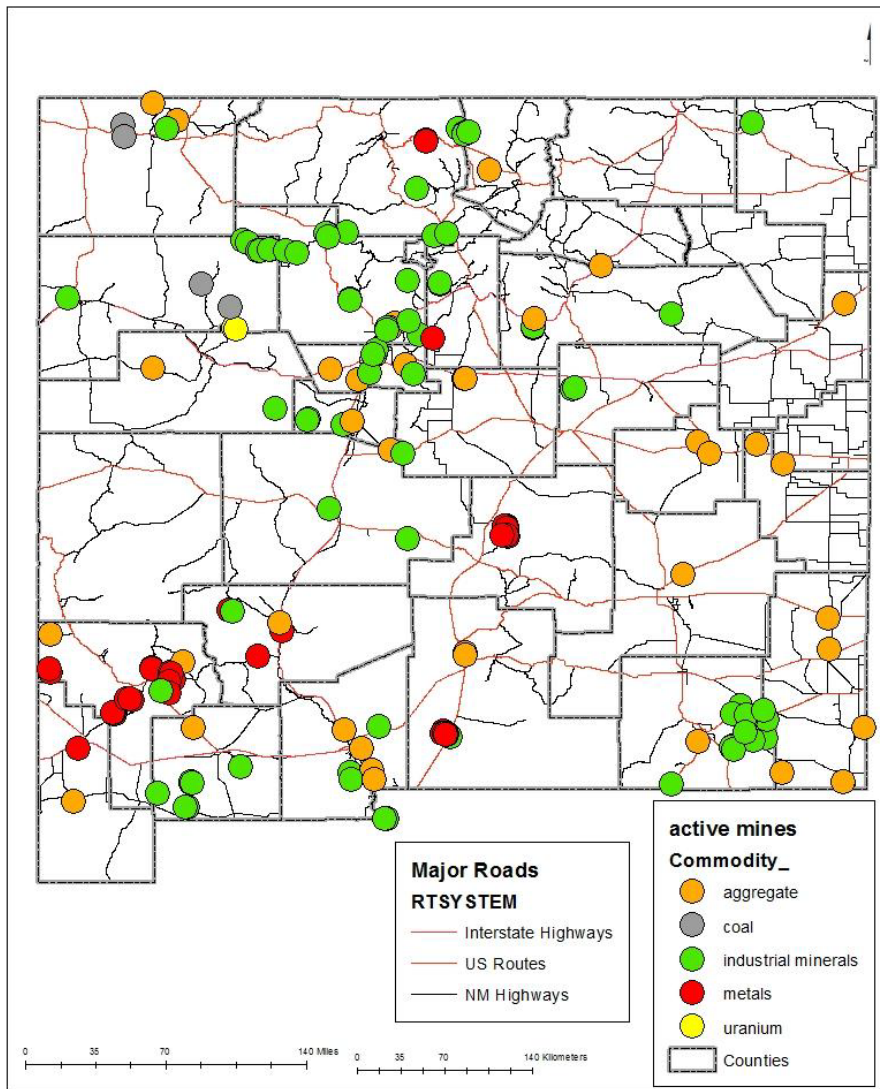 Major Roads
RTSYSTEM
Interstate Highways
US Routes
NM Highways
active mines
Commodity_
aggregate
coal
industrial minerals
metals
uranium
Counties
0 35 70 140 Miles
0 35 70 140 Kilometers